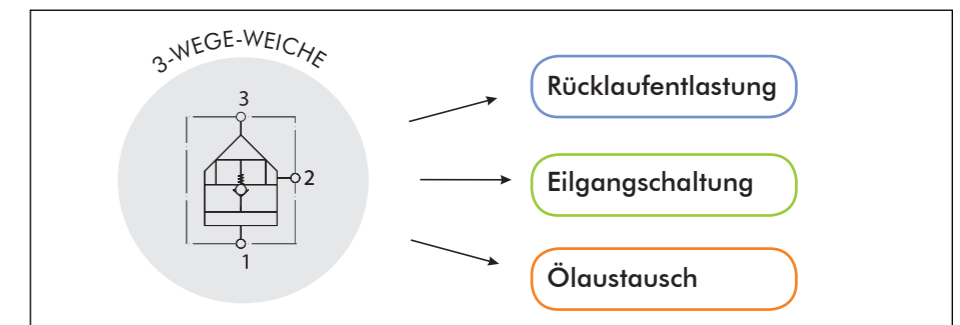 3-WEGE-WEICHE
3
2
1
Rücklaufentlastung
Eilgangschaltung
Ölaustausch